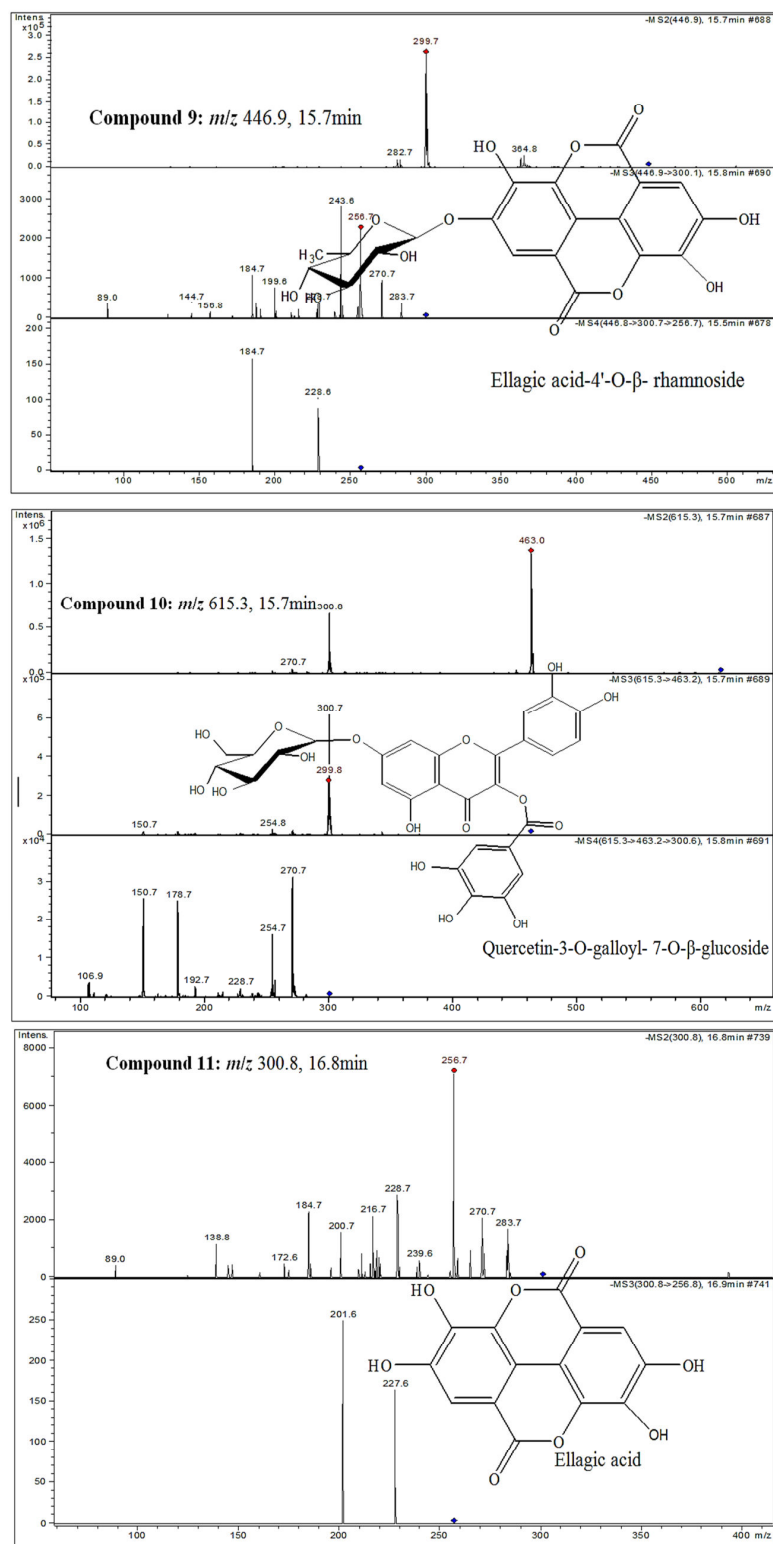 Intens.
x10⁵
-MS2(446.9), 15.7min #688
3.0
2.5
2.0
1.5
1.0
0.5
0.0
299.7
282.7
364.8
Compound 9: m/z 446.9, 15.7min
-MS3(446.9->300.1), 15.8min #690
3000
2000
1000
0
89.0
144.7
156.8
184.7
199.6
243.6
256.7
270.7
283.7
HO
O
O
O
O
H₃C
OH
HO
HO
OH
OH
O
O
-MS4(446.8->300.7->256.7), 15.5min #678
200
150
100
50
0
184.7
228.6
Ellagic acid-4'-O-β- rhamnoside
100 150 200 250 300 350 400 450 500 m/z
Intens.
x10⁶
-MS2(615.3), 15.7min #687
1.5
1.0
0.5
0.0
463.0
270.7
Compound 10: m/z 615.3, 15.7min
x10⁵
-MS3(615.3->463.2), 15.7min #689
6
4
2
0
300.7
299.8
254.8
150.7
OH
OH
HO
O
O
O
HO
OH
HO
O
OH
O
O
-MS4(615.3->463.2->300.6), 15.8min #691
x10⁴
3
2
1
0
106.9
150.7
178.7
192.7
228.7
254.7
270.7
HO
HO
OH
Quercetin-3-O-galloyl- 7-O-β-glucoside
100 200 300 400 500 600 m/z
Intens.
-MS2(300.8), 16.8min #739
8000
6000
4000
2000
0
Compound 11: m/z 300.8, 16.8min
89.0
138.8
172.6
184.7
200.7
216.7
228.7
239.6
256.7
270.7
283.7
-MS3(300.8->256.8), 16.9min #741
250
200
150
100
50
0
201.6
227.6
O
HO
O
HO
OH
OH
O
O
Ellagic acid
100 150 200 250 300 350 400 m/z